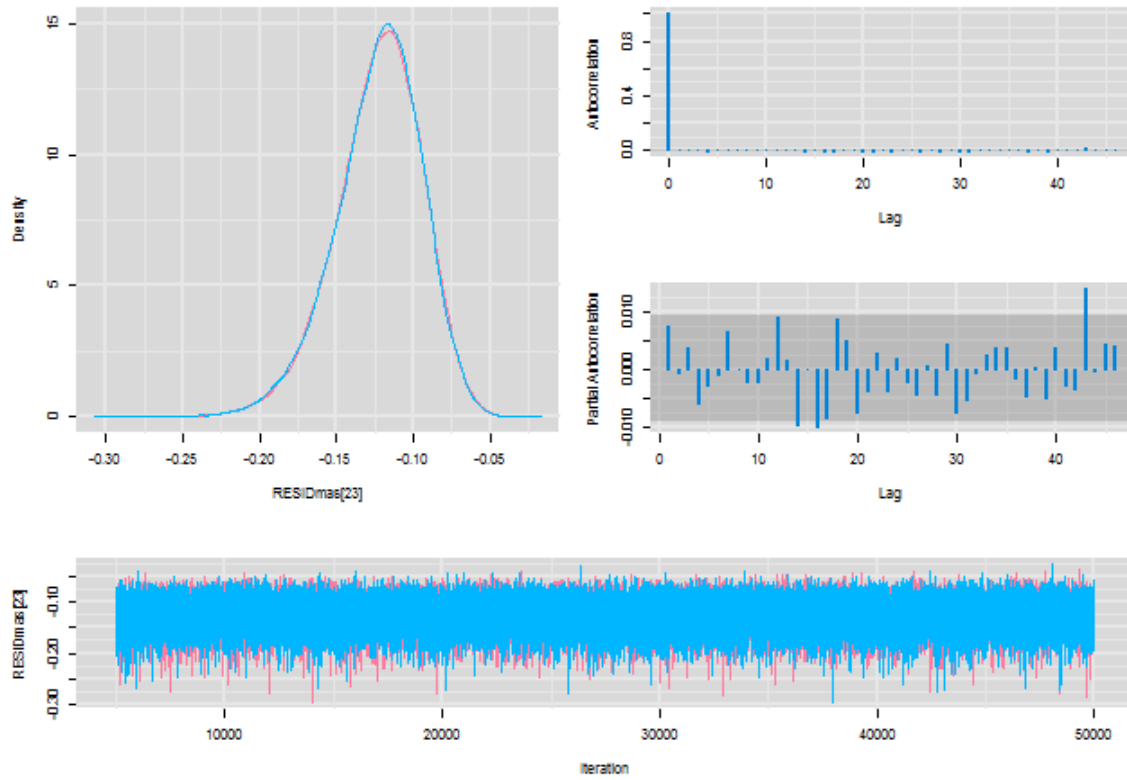 15
10
5
0
Density
-0.30 -0.25 -0.20 -0.15 -0.10 -0.05
RESIDmas[23]
0.8
0.4
0.0
Autocorrelation
0 10 20 30 40
Lag
0.010
0.000
-0.010
Partial Autocorrelation
0 10 20 30 40
Lag
-0.10
-0.20
-0.30
RESIDmas[23]
10000 20000 30000 40000 50000
Iteration